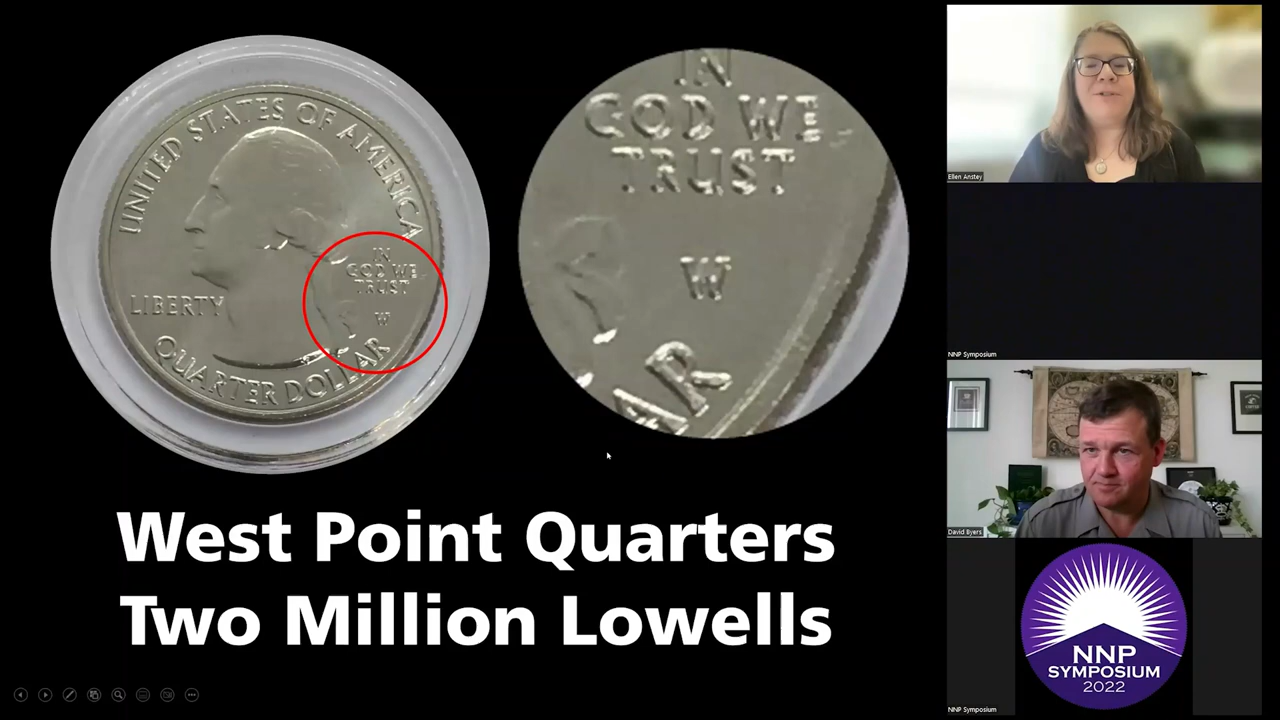 UNITED STATES OF AMERICA
LIBERTY
IN
GOD WE
TRUST
W
QUARTER DOLLAR
IN
GOD WE
TRUST
W
AR
West Point Quarters
Two Million Lowells
Ellen Anstey
NNP Symposium
David Byers
NNP
SYMPOSIUM
2022
NNP Symposium